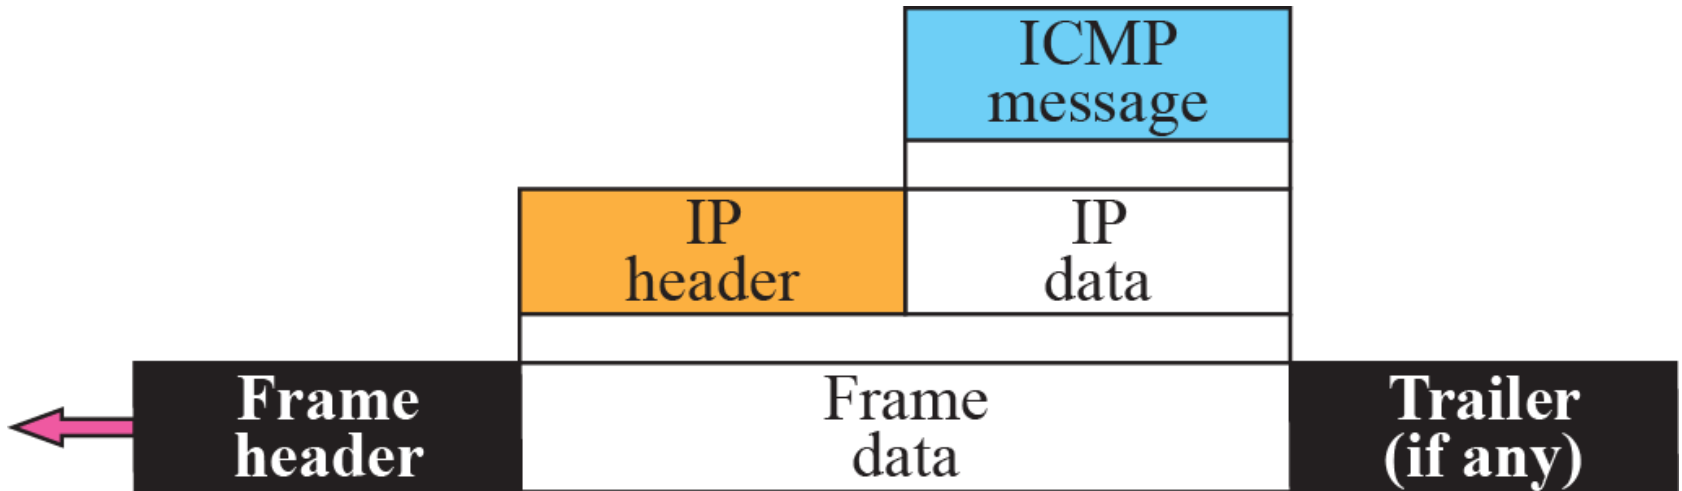 ICMP
message
IP
header
IP
data
Frame
header
Frame
data
Trailer
(if any)